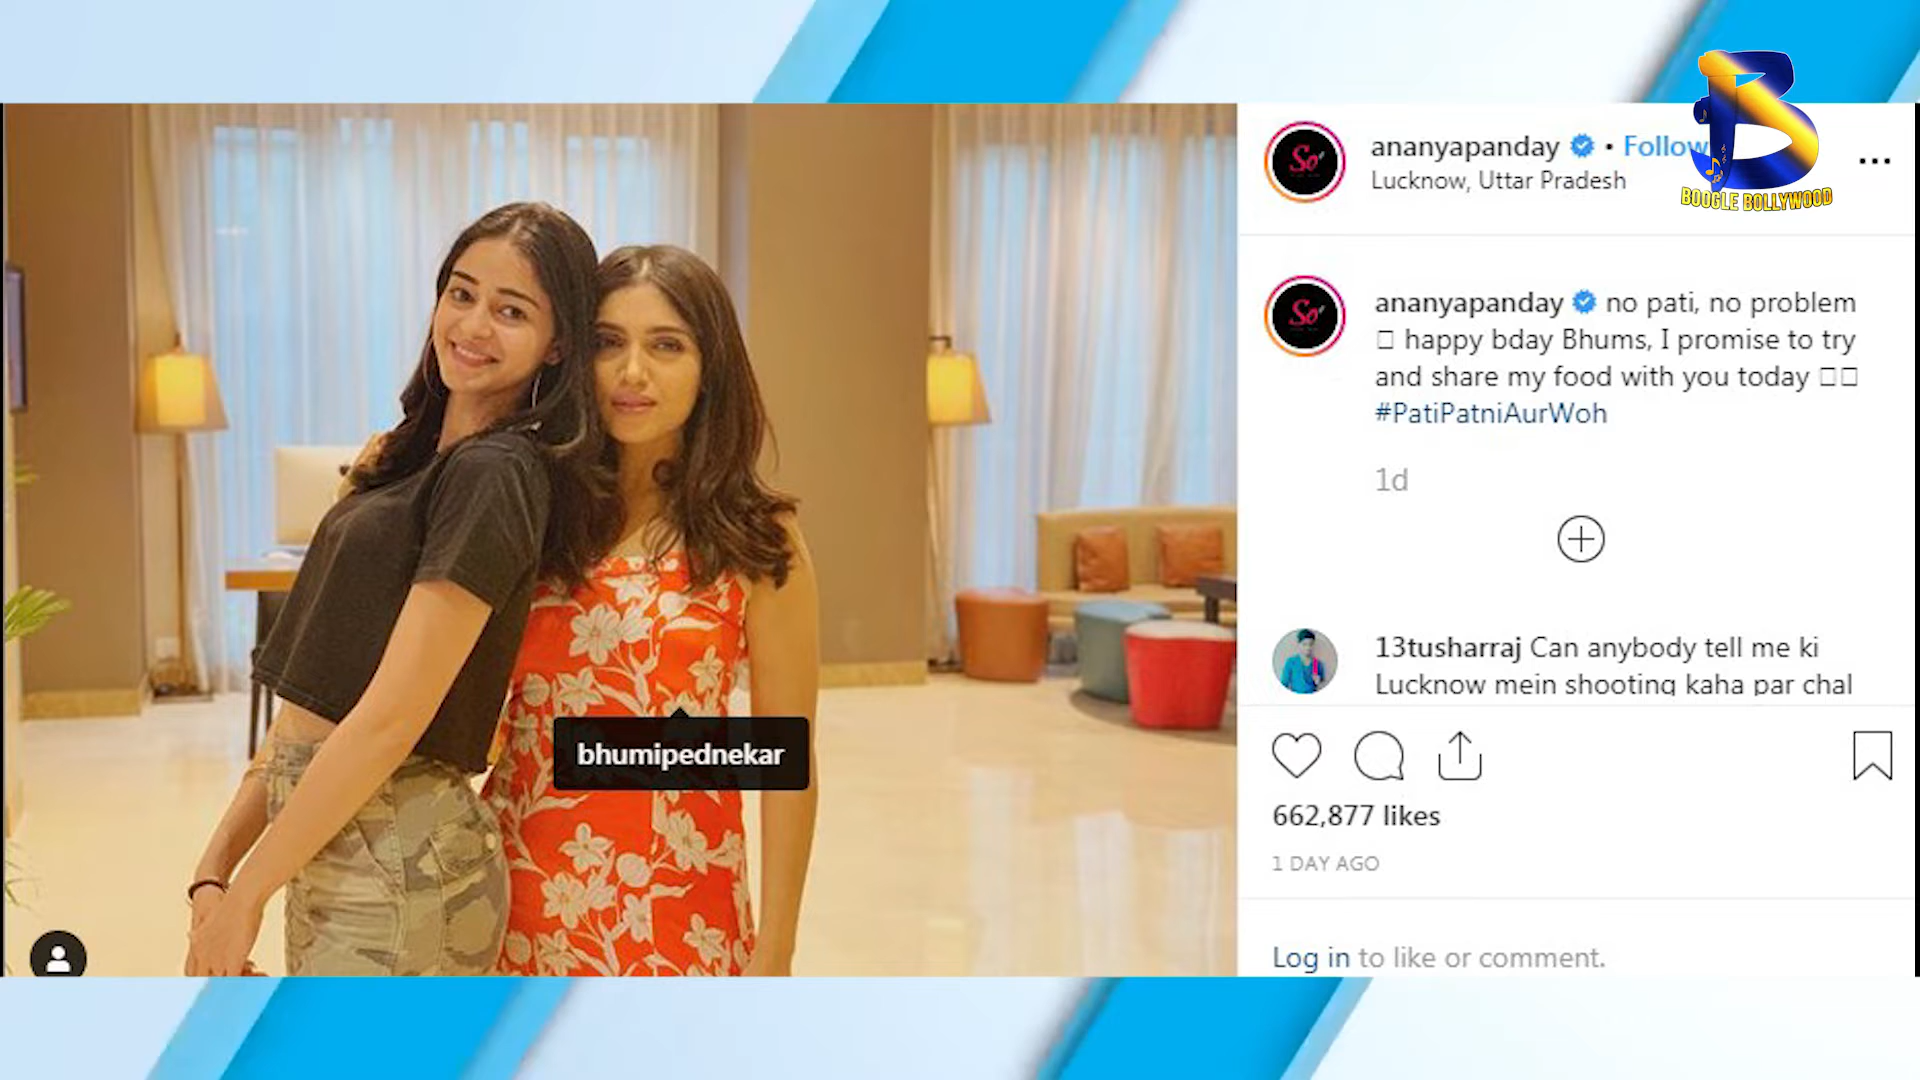 ananyapanday • Follow
Lucknow, Uttar Pradesh
BOOGLE BOLLYWOOD
So
So
ananyapanday no pati, no problem
happy bday Bhums, I promise to try
and share my food with you today
#PatiPatniAurWoh
1d
bhumipednekar
13tusharraj Can anybody tell me ki
Lucknow mein shooting kaha par chal
662,877 likes
1 DAY AGO
Log in to like or comment.